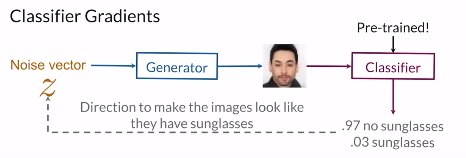 Classifier Gradients
Pre-trained!
Noise vector
z
Generator
Classifier
Direction to make the images look like
they have sunglasses
.97 no sunglasses
.03 sunglasses